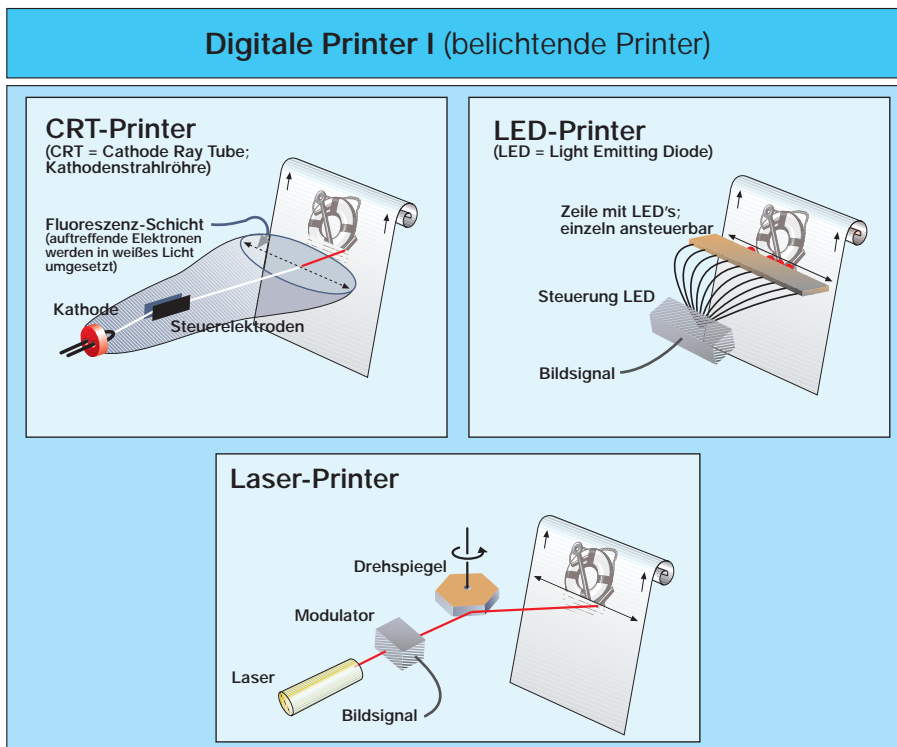 Digitale Printer I (belichtende Printer)
CRT-Printer
(CRT = Cathode Ray Tube;
Kathodenstrahlröhre)
Fluoreszenz-Schicht
(auftreffende Elektronen
werden in weißes Licht
umgesetzt)
Kathode
Steuerelektroden
LED-Printer
(LED = Light Emitting Diode)
Zeile mit LED's;
einzeln ansteuerbar
Steuerung LED
Bildsignal
Laser-Printer
Drehspiegel
Modulator
Laser
Bildsignal